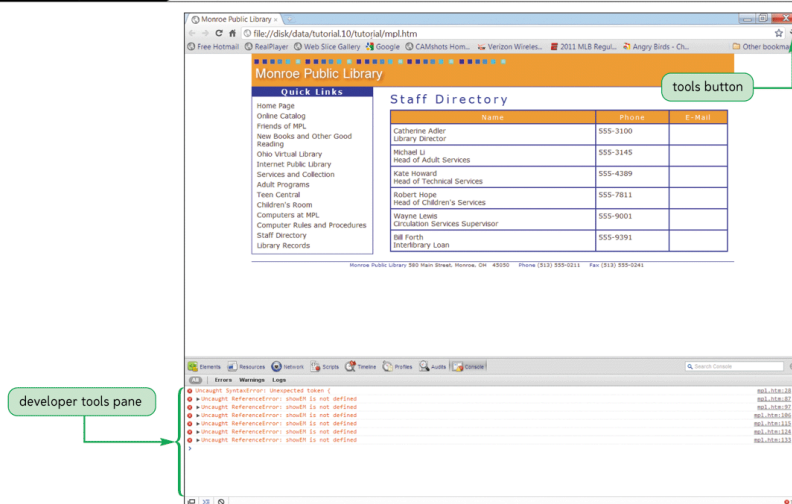 Monroe Public Library ×
file://disk/data/tutorial.10/tutorial/mpl.htm
Free Hotmail RealPlayer Web Slice Gallery Google CAMshots Hom... Verizon Wireles... 2011 MLB Regul... Angry Birds - Ch... Other bookma
Monroe Public Library
tools button
Quick Links
Home Page
Online Catalog
Friends of MPL
New Books and Other Good
Reading
Ohio Virtual Library
Internet Public Library
Services and Collection
Adult Programs
Teen Central
Children's Room
Computers at MPL
Computer Rules and Procedures
Staff Directory
Library Records
Staff Directory
Name Phone E-Mail
Catherine Adler 555-3100
Library Director
Michael Li 555-3145
Head of Adult Services
Kate Howard 555-4389
Head of Technical Services
Robert Hope 555-7811
Head of Children's Services
Wayne Lewis 555-9001
Circulation Services Supervisor
Bill Forth 555-9391
Interlibrary Loan
Monroe Public Library 580 Main Street, Monroe, OH 45050 Phone (513) 555-0211 Fax (513) 555-0241
Elements Resources Network Scripts Timeline Profiles Audits Console Search Console
All Errors Warnings Logs
developer tools pane
Uncaught SyntaxError: Unexpected token { mpl.htm:28
Uncaught ReferenceError: showEM is not defined mpl.htm:87
Uncaught ReferenceError: showEM is not defined mpl.htm:97
Uncaught ReferenceError: showEM is not defined mpl.htm:106
Uncaught ReferenceError: showEM is not defined mpl.htm:115
Uncaught ReferenceError: showEM is not defined mpl.htm:124
Uncaught ReferenceError: showEM is not defined mpl.htm:133